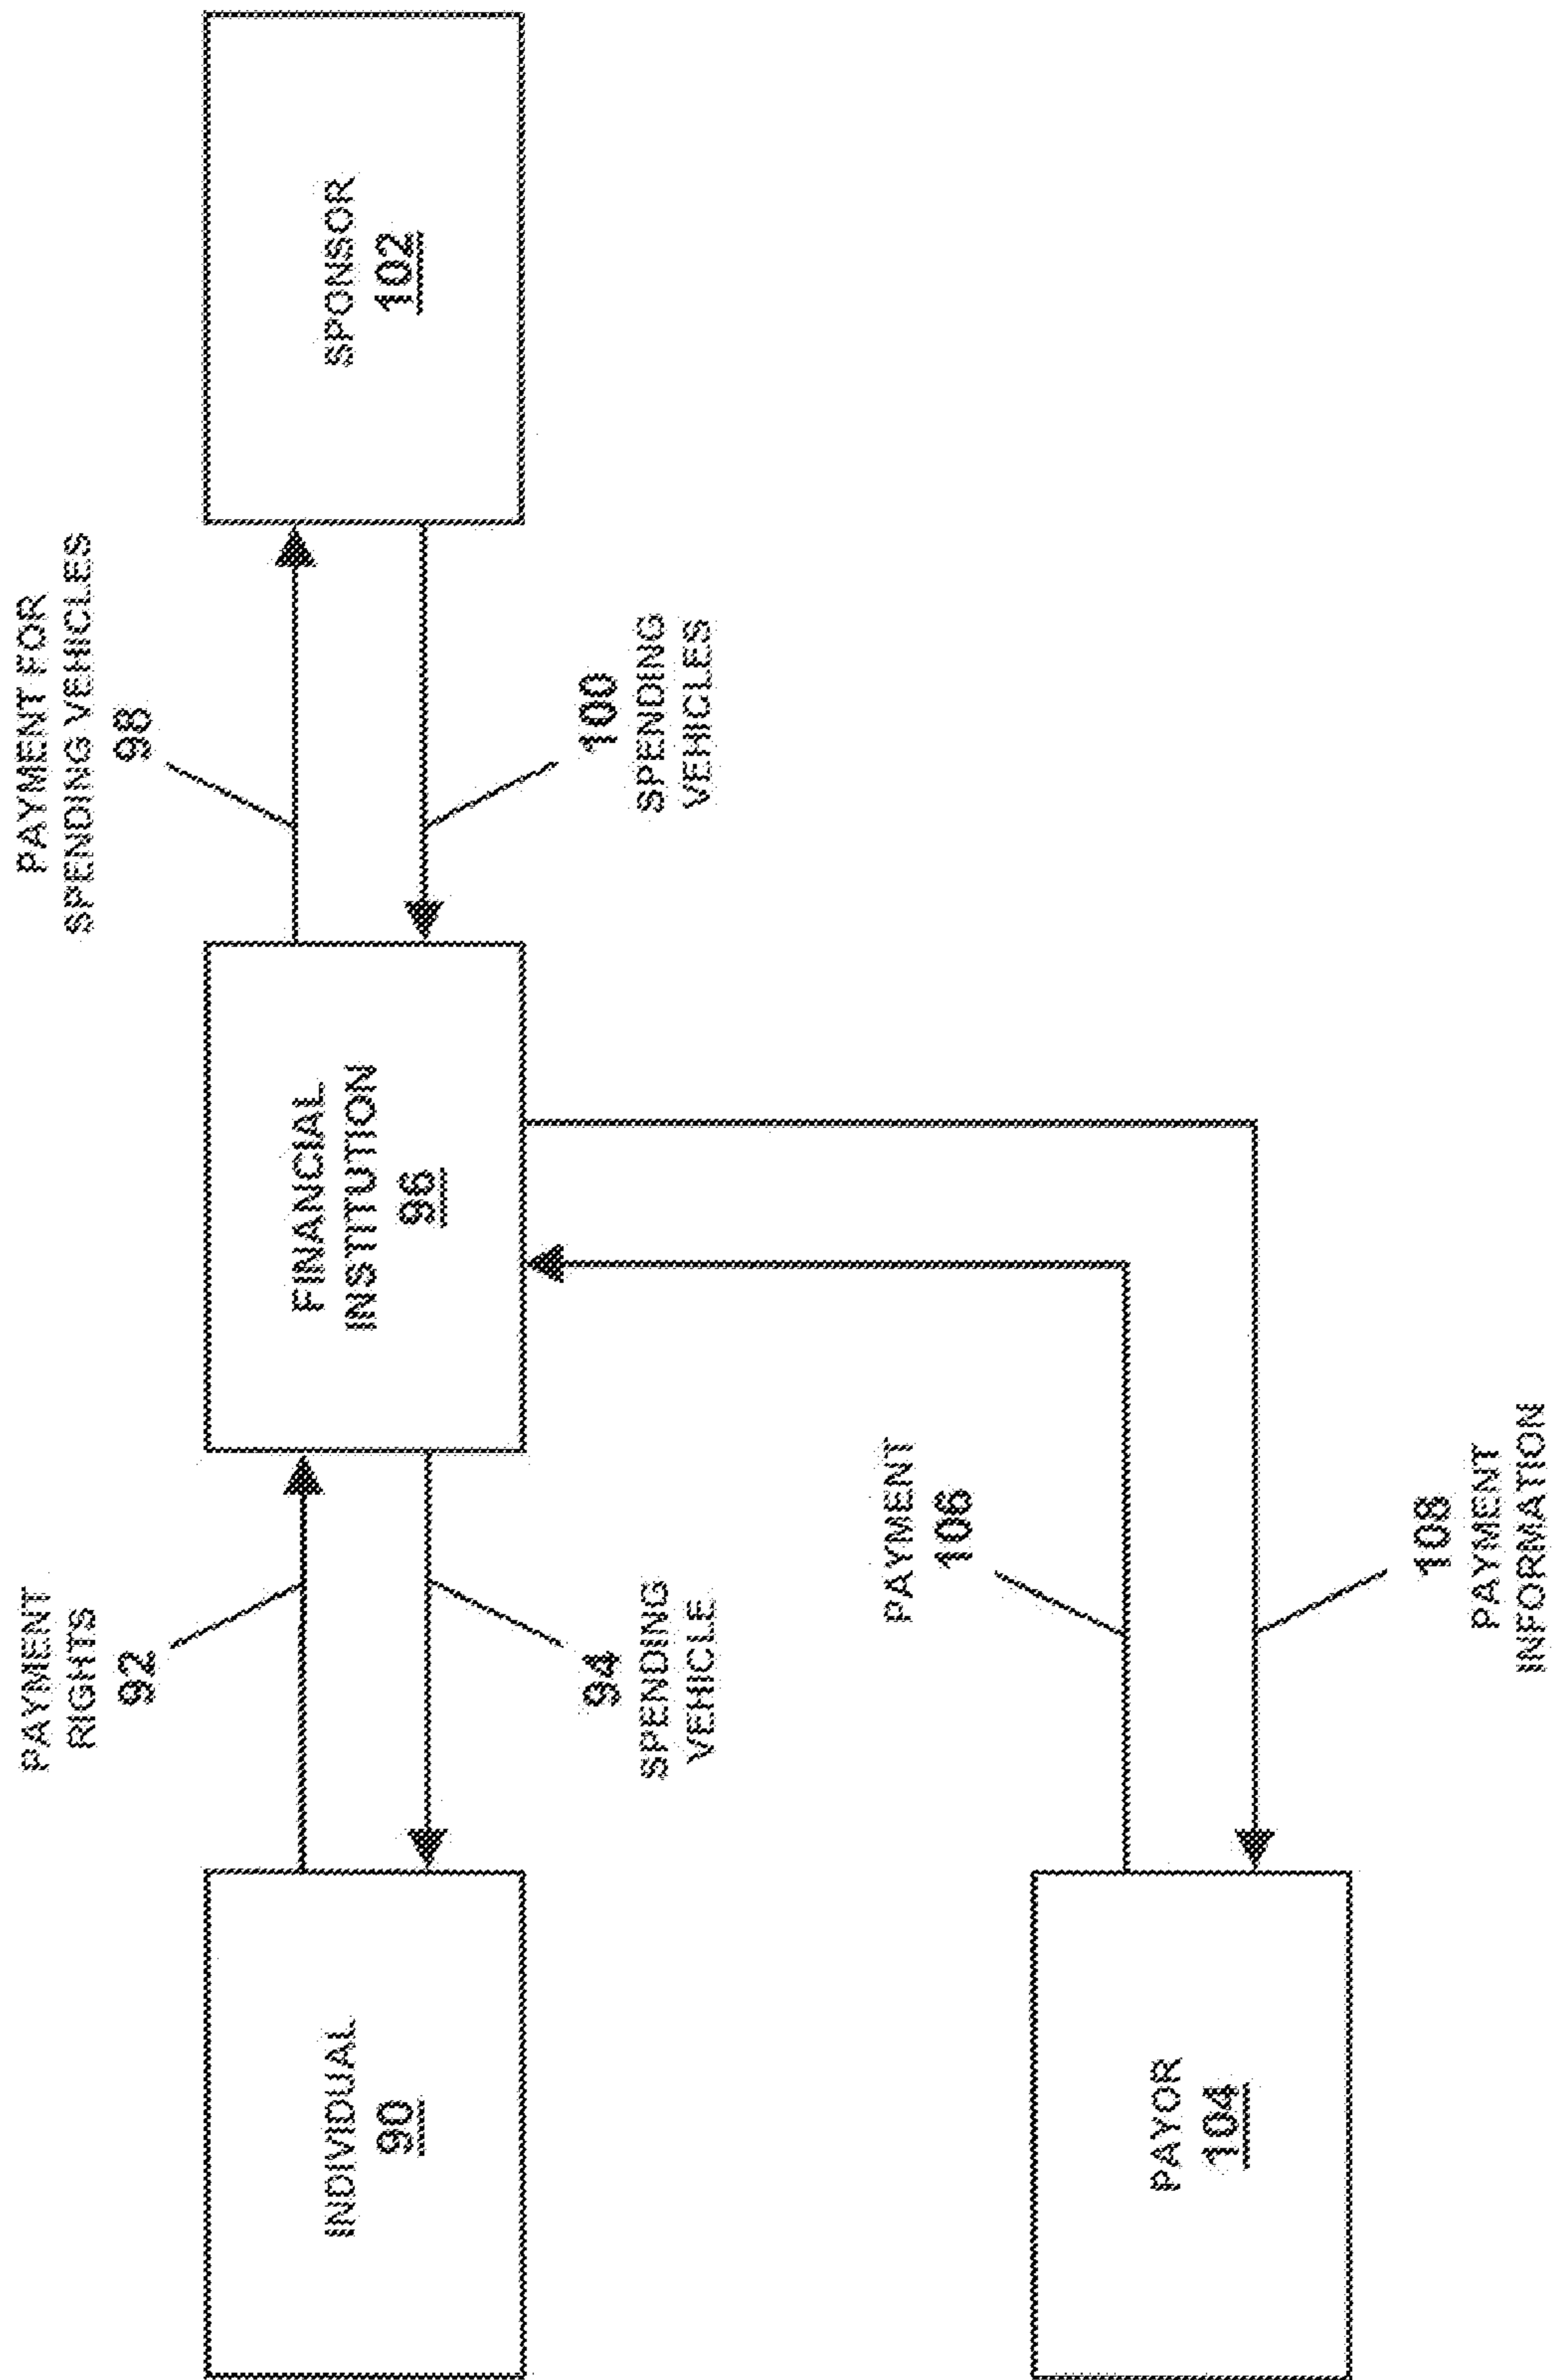 PAYMENT
RIGHTS
92
PAYMENT FOR
SPENDING VEHICLES
98
INDIVIDUAL
90
FINANCIAL
INSTITUTION
96
SPONSOR
102
94
SPENDING
VEHICLE
100
SPENDING
VEHICLES
PAYMENT
106
PAYOR
104
108
PAYMENT
INFORMATION